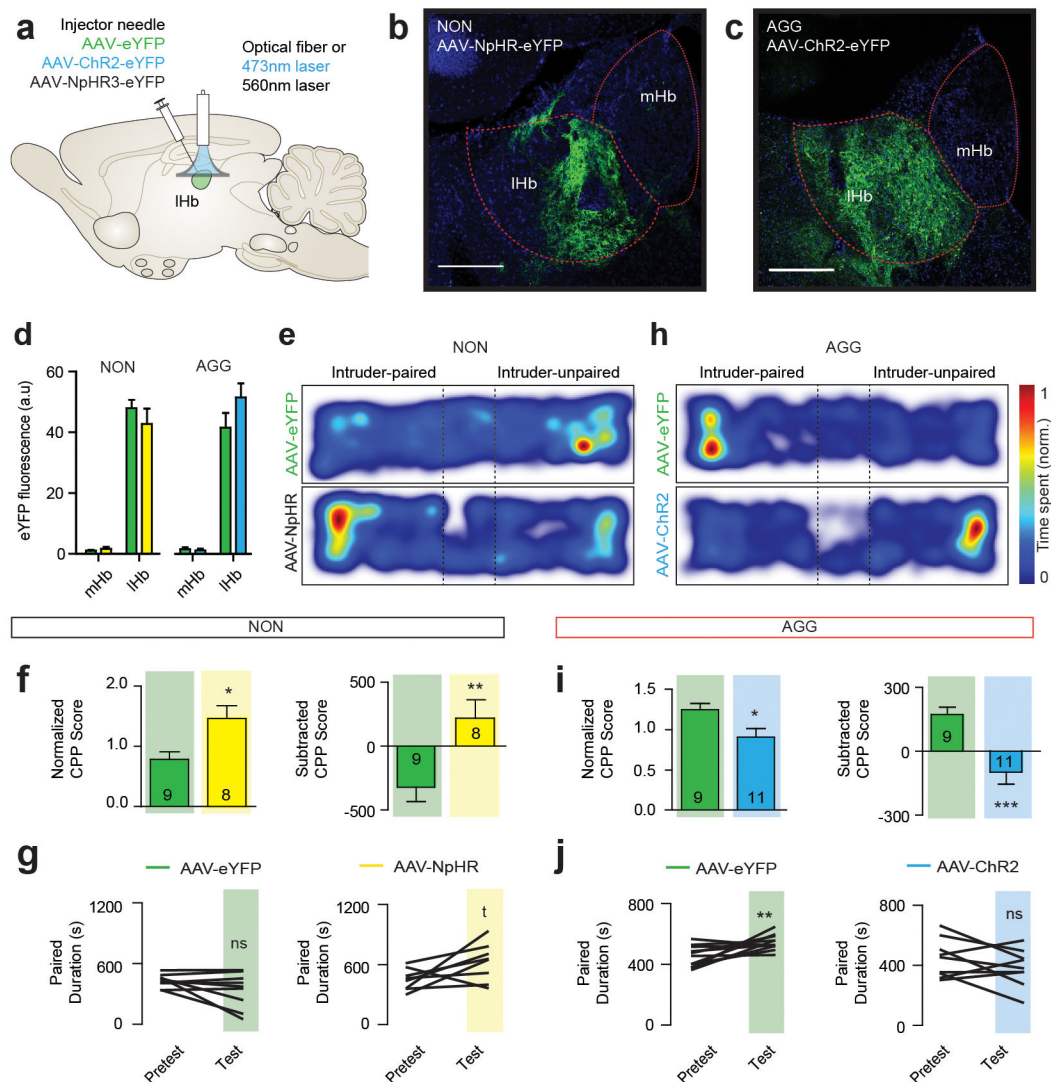 a
Injector needle
AAV-eYFP
AAV-ChR2-eYFP
AAV-NpHR3-eYFP
Optical fiber or
473nm laser
560nm laser
lHb
b
NON
AAV-NpHR-eYFP
mHb
lHb
c
AGG
AAV-ChR2-eYFP
mHb
lHb
d
NON AGG
eYFP fluorescence (a.u)
60
40
20
0
mHb lHb mHb lHb
e
NON
Intruder-paired Intruder-unpaired
AAV-eYFP
AAV-NpHR
h
AGG
Intruder-paired Intruder-unpaired
AAV-eYFP
AAV-ChR2
1
0
Time spent (norm.)
NON
AGG
f
Normalized
CPP Score
2.0
1.0
0.0
*
9 8
Subtracted
CPP Score
500
0
-500
**
9 8
i
Normalized
CPP Score
1.5
1.0
0.5
0.0
*
9 11
Subtracted
CPP Score
300
0
-300
9 11
***
g
AAV-eYFP
Paired
Duration (s)
1200
600
0
ns
Pretest Test
AAV-NpHR
Paired
Duration (s)
1200
600
0
t
Pretest Test
j
AAV-eYFP
Paired
Duration (s)
800
400
0
**
Pretest Test
AAV-ChR2
Paired
Duration (s)
800
400
0
ns
Pretest Test